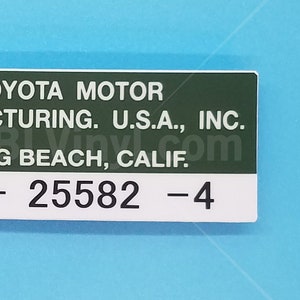 OYOTA MOTOR
CTURING. U.S.A., INC.
G BEACH, CALIF.
- 25582 -4